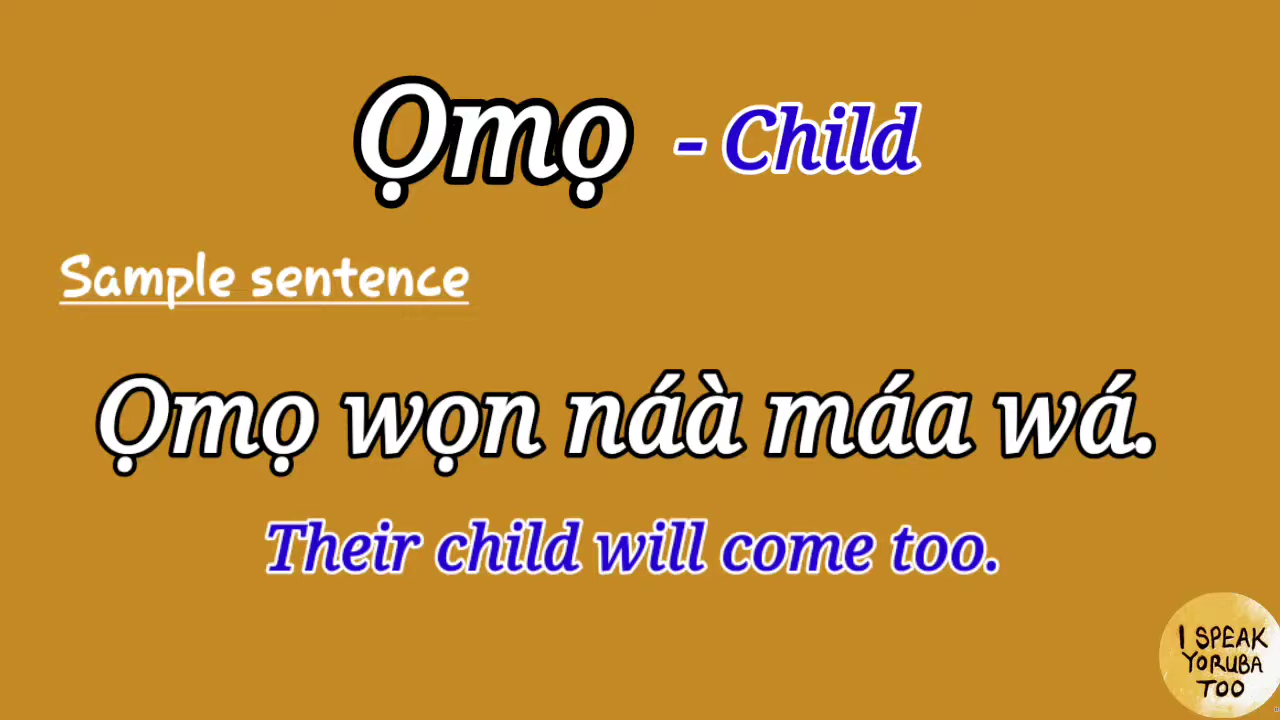 Ọmọ - Child
Sample sentence
Ọmọ wọn náà máa wá.
Their child will come too.
I SPEAK
YORUBA
TOO